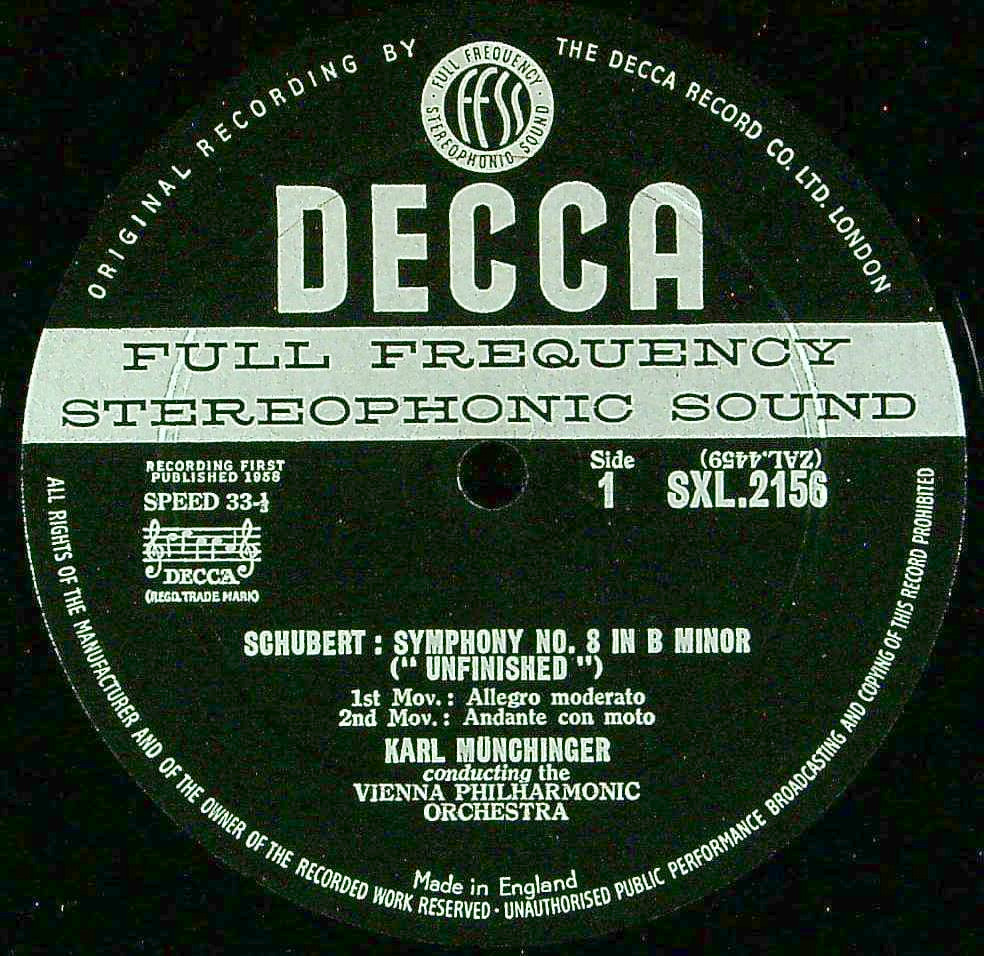 ORIGINAL RECORDING BY THE DECCA RECORD CO. LTD. LONDON
· FULL FREQUENCY ·
STEREOPHONIC SOUND
FFSS
DECCA
FULL FREQUENCY
STEREOPHONIC SOUND
RECORDING FIRST
PUBLISHED 1958
SPEED 33-⅓
DECCA
(REGD. TRADE MARK)
Side
1
(ZAL.4459)
SXL.2156
SCHUBERT : SYMPHONY NO. 8 IN B MINOR
(“ UNFINISHED ”)
1st Mov. : Allegro moderato
2nd Mov. : Andante con moto
KARL MÜNCHINGER
conducting the
VIENNA PHILHARMONIC
ORCHESTRA
Made in England
ALL RIGHTS OF THE MANUFACTURER AND OF THE OWNER OF THE RECORDED WORK RESERVED · UNAUTHORISED PUBLIC PERFORMANCE BROADCASTING AND COPYING OF THIS RECORD PROHIBITED